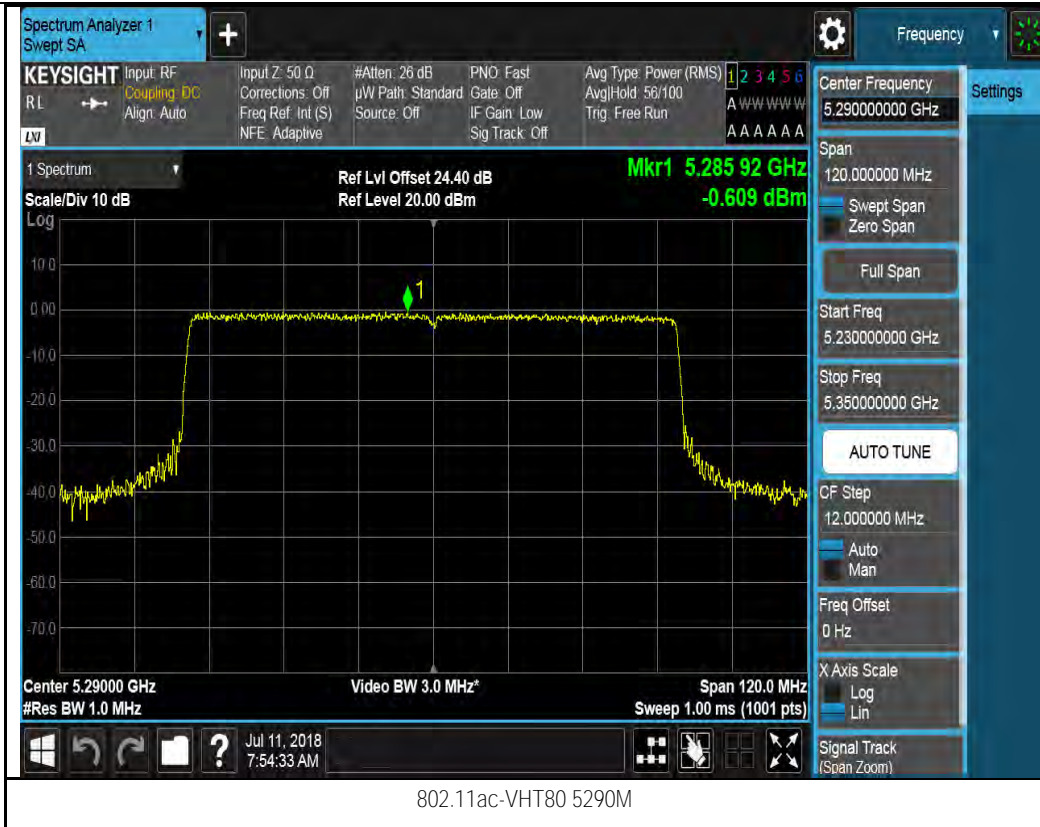 Spectrum Analyzer 1
Swept SA
+
Frequency
KEYSIGHT
RL
LXI
Input: RF
Coupling: DC
Align: Auto
Input Z: 50 Ω
Corrections: Off
Freq Ref: Int (S)
NFE: Adaptive
#Atten: 26 dB
µW Path: Standard
Source: Off
PNO: Fast
Gate: Off
IF Gain: Low
Sig Track: Off
Avg Type: Power (RMS)
Avg|Hold: 56/100
Trig: Free Run
1 2 3 4 5 6
A W W W W W
A A A A A A
1 Spectrum
Scale/Div 10 dB
Log
Ref Lvl Offset 24.40 dB
Ref Level 20.00 dBm
Mkr1 5.285 92 GHz
-0.609 dBm
10.0
0.00
-10.0
-20.0
-30.0
-40.0
-50.0
-60.0
-70.0
1
Center 5.29000 GHz
#Res BW 1.0 MHz
Video BW 3.0 MHz*
Span 120.0 MHz
Sweep 1.00 ms (1001 pts)
?
Jul 11, 2018
7:54:33 AM
Center Frequency
5.290000000 GHz
Settings
Span
120.000000 MHz
Swept Span
Zero Span
Full Span
Start Freq
5.230000000 GHz
Stop Freq
5.350000000 GHz
AUTO TUNE
CF Step
12.000000 MHz
Auto
Man
Freq Offset
0 Hz
X Axis Scale
Log
Lin
Signal Track
(Span Zoom)
802.11ac-VHT80 5290M